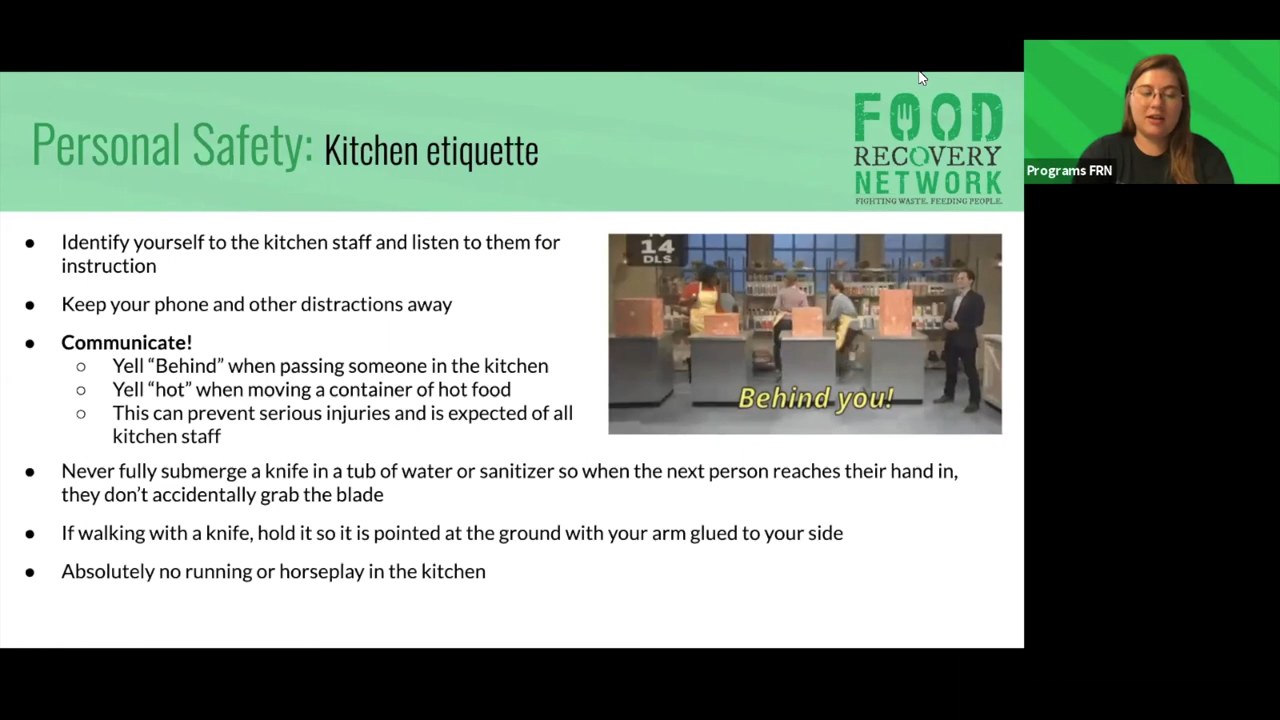 Personal Safety: Kitchen etiquette
FOOD
RECOVERY
NETWORK
FIGHTING WASTE. FEEDING PEOPLE.
Programs FRN
● Identify yourself to the kitchen staff and listen to them for
instruction
● Keep your phone and other distractions away
● Communicate!
○ Yell “Behind” when passing someone in the kitchen
○ Yell “hot” when moving a container of hot food
○ This can prevent serious injuries and is expected of all
kitchen staff
14
DLS
Behind you!
● Never fully submerge a knife in a tub of water or sanitizer so when the next person reaches their hand in,
they don’t accidentally grab the blade
● If walking with a knife, hold it so it is pointed at the ground with your arm glued to your side
● Absolutely no running or horseplay in the kitchen